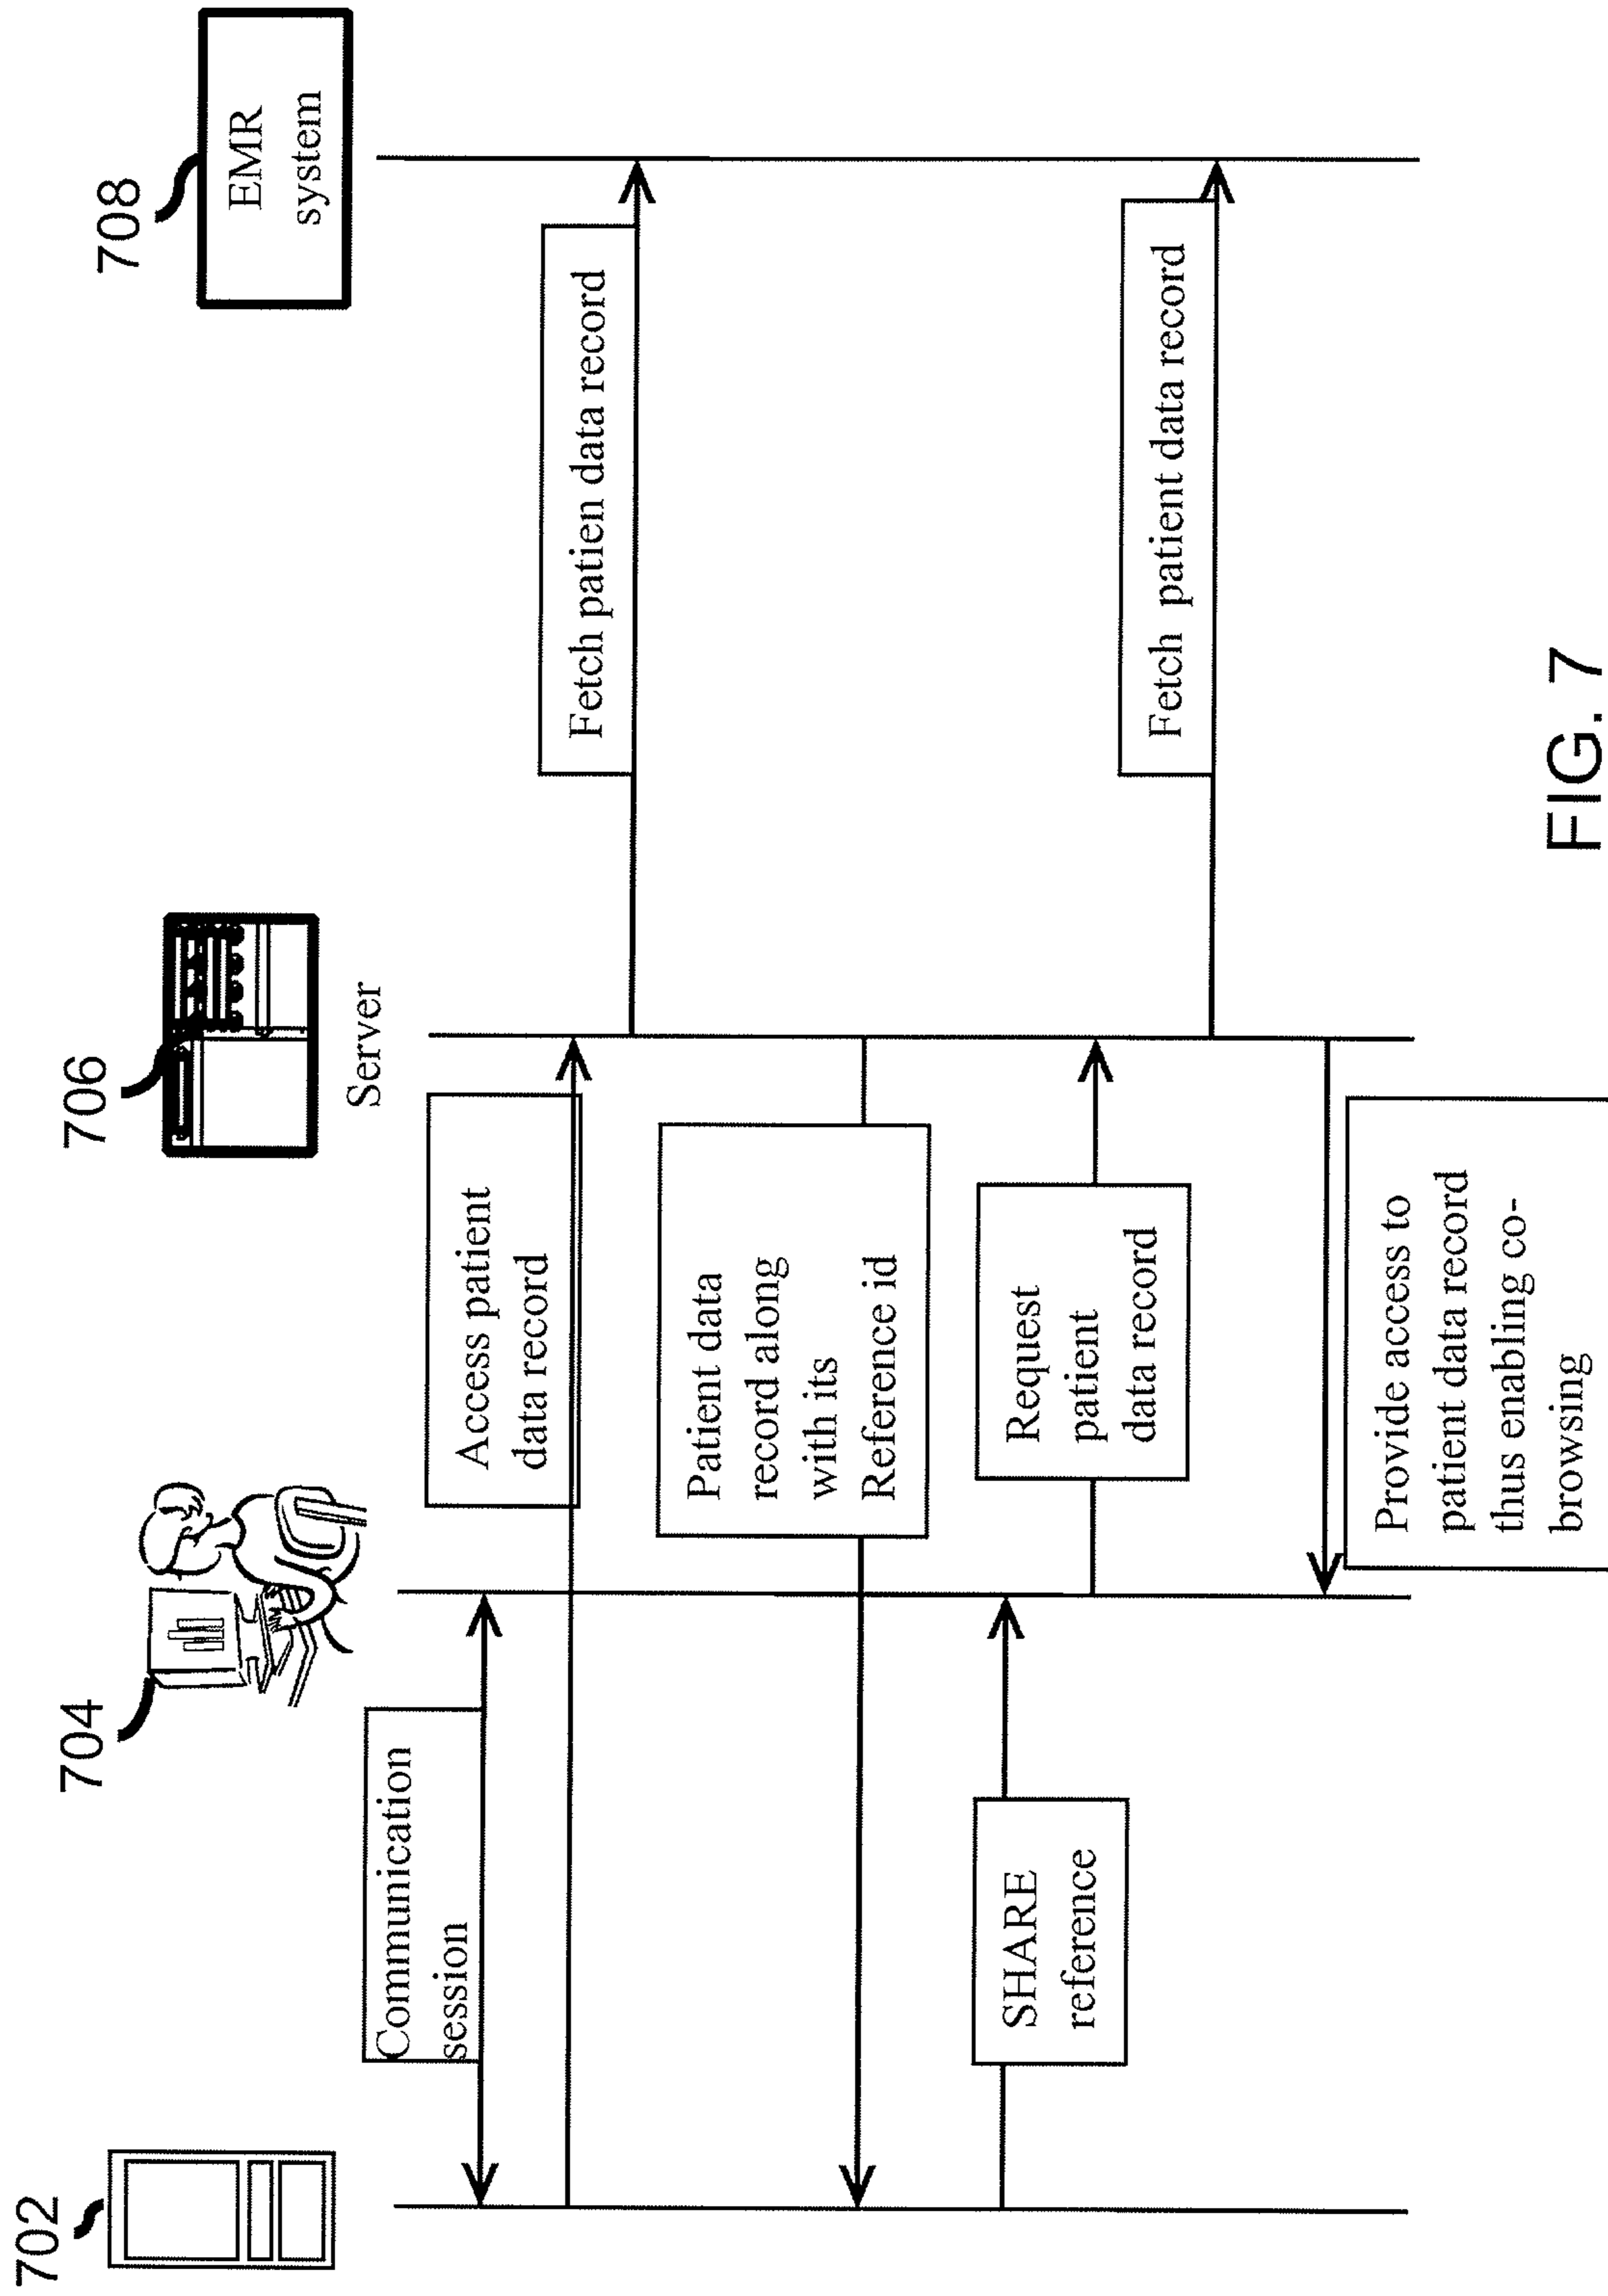 702
704
706
708
Server
EMR
system
Communication
session
Access patient
data record
Fetch patien data record
Patient data
record along
with its
Reference id
SHARE
reference
Request
patient
data record
Fetch patient data record
Provide access to
patient data record
thus enabling co-
browsing
FIG. 7